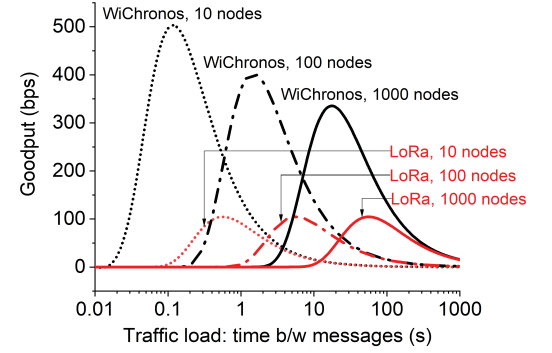 WiChronos, 10 nodes
500
WiChronos, 100 nodes
400
WiChronos, 1000 nodes
300
LoRa, 10 nodes
200
LoRa, 100 nodes
LoRa, 1000 nodes
100
0
Goodput (bps)
0.01 0.1 1 10 100 1000
Traffic load: time b/w messages (s)